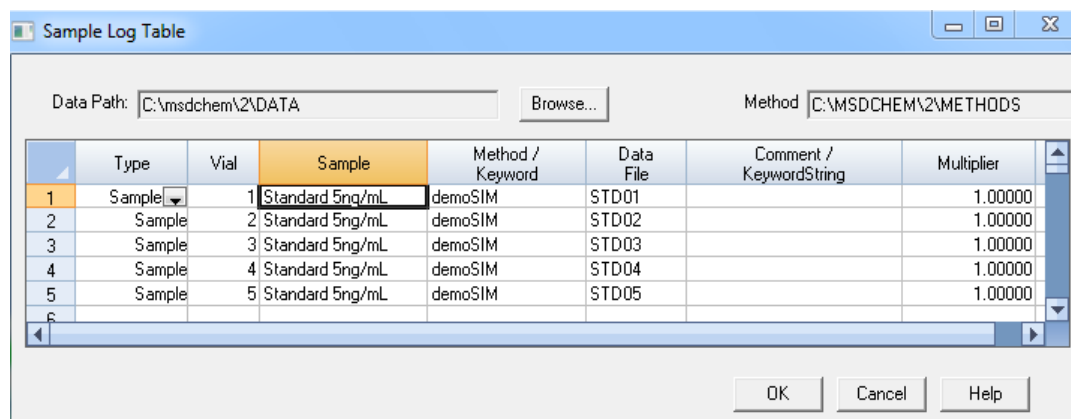 Sample Log Table
Data Path: C:\msdchem\2\DATA Browse... Method C:\MSDCHEM\2\METHODS
Type Vial Sample Method / Keyword Data File Comment / KeywordString Multiplier
1 Sample 1 Standard 5ng/mL demoSIM STD01 1.00000
2 Sample 2 Standard 5ng/mL demoSIM STD02 1.00000
3 Sample 3 Standard 5ng/mL demoSIM STD03 1.00000
4 Sample 4 Standard 5ng/mL demoSIM STD04 1.00000
5 Sample 5 Standard 5ng/mL demoSIM STD05 1.00000
6
OK Cancel Help